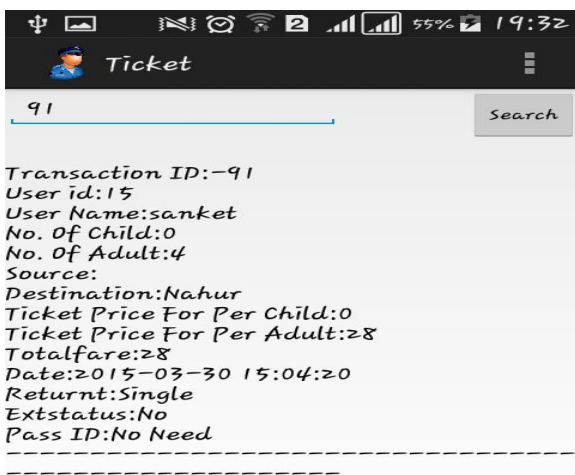 2 55% 19:32
Ticket
91
Search
Transaction ID:-91
User id:15
User Name:sanket
No. Of Child:0
No. Of Adult:4
Source:
Destination:Nahur
Ticket Price For Per Child:0
Ticket Price For Per Adult:28
Totalfare:28
Date:2015-03-30 15:04:20
Returnt:Single
Extstatus:No
Pass ID:No Need
----------------------------------
--------------------